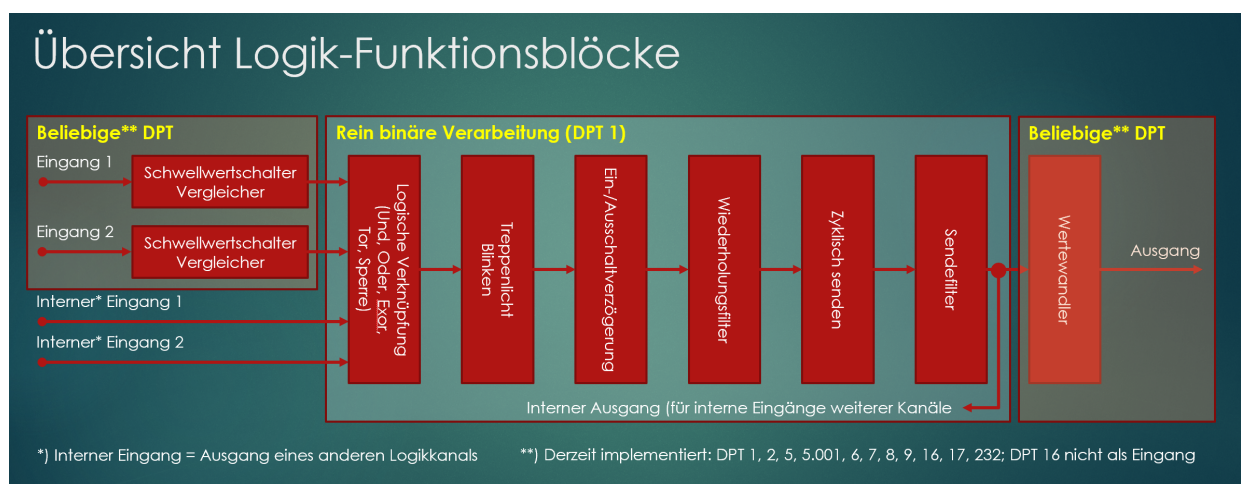 Übersicht Logik-Funktionsblöcke
Beliebige** DPT
Eingang 1
Schwellwertschalter
Vergleicher
Eingang 2
Schwellwertschalter
Vergleicher
Interner* Eingang 1
Interner* Eingang 2
Rein binäre Verarbeitung (DPT 1)
Logische Verknüpfung
(Und, Oder, Exor,
Tor, Sperre)
Treppenlicht
Blinken
Ein-/Ausschaltverzögerung
Wiederholungsfilter
Zyklisch senden
Sendefilter
Interner Ausgang (für interne Eingänge weiterer Kanäle
Beliebige** DPT
Wertewandler
Ausgang
*) Interner Eingang = Ausgang eines anderen Logikkanals
**) Derzeit implementiert: DPT 1, 2, 5, 5.001, 6, 7, 8, 9, 16, 17, 232; DPT 16 nicht als Eingang